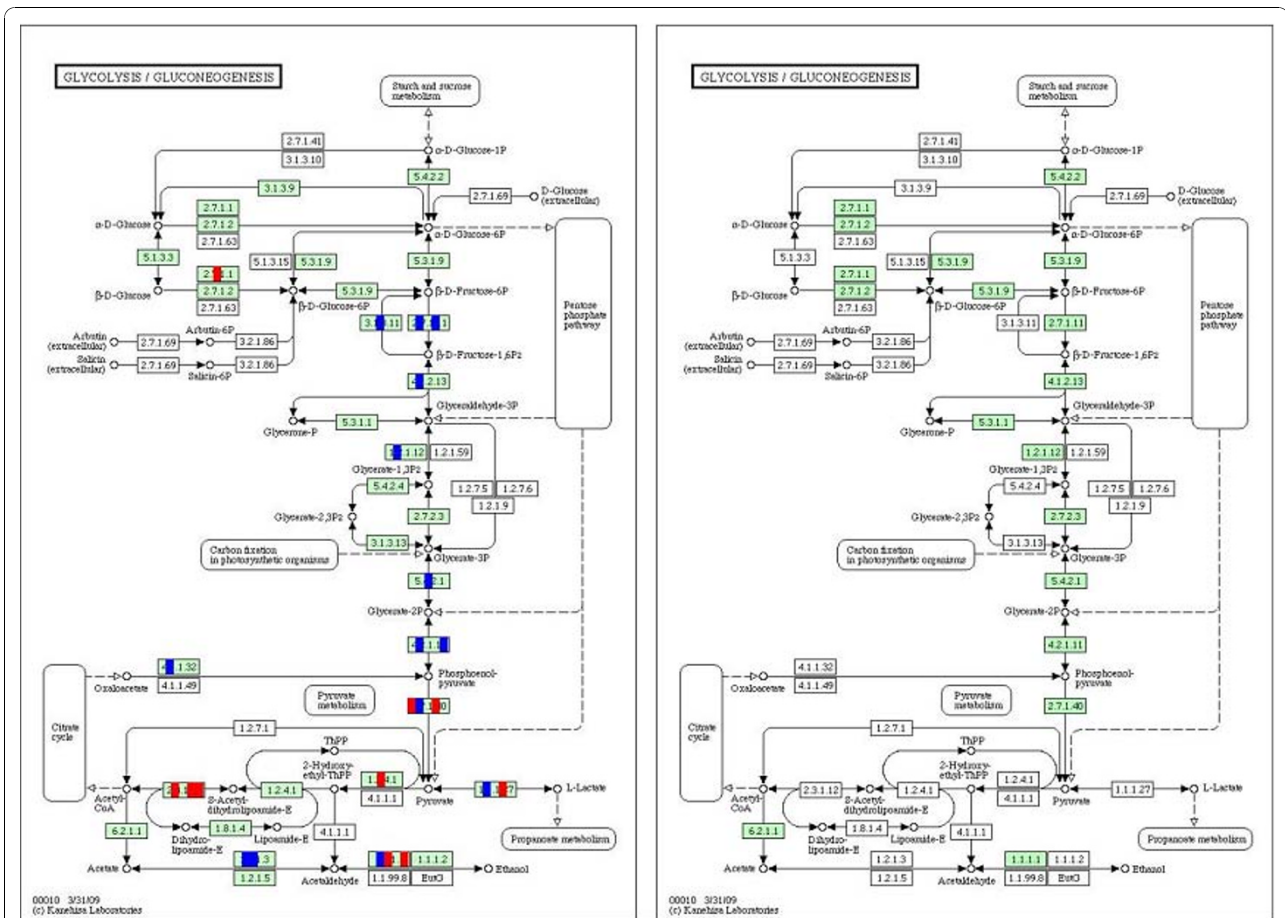 GLYCOLYSIS / GLUCONEOGENESIS
Starch and sucrose
metabolism
2.7.1.41
3.1.3.10
α-D-Glucose-1P
5.4.2.2
3.1.3.9
2.7.1.69
D-Glucose
(extracellular)
2.7.1.1
2.7.1.2
2.7.1.63
α-D-Glucose
α-D-Glucose-6P
5.1.3.3
5.1.3.15
5.3.1.9
5.3.1.9
2.7.1.2
2.7.1.63
β-D-Glucose
β-D-Glucose-6P
5.3.1.9
β-D-Fructose-6P
Pentose
phosphate
pathway
Arbutin
(extracellular)
2.7.1.69
Arbutin-6P
3.2.1.86
Salicin
(extracellular)
2.7.1.69
Salicin-6P
3.2.1.86
β-D-Fructose-1,6P2
Glyceraldehyde-3P
Glycerone-P
5.3.1.1
1.2.1.59
Glycerate-1,3P2
5.4.2.4
1.2.7.5
1.2.7.6
1.2.1.9
Glycerate-2,3P2
2.7.2.3
3.1.3.13
Carbon fixation
in photosynthetic organisms
Glycerate-3P
Glycerate-2P
4.1.1.49
Oxaloacetate
Phosphoenol-
pyruvate
Pyruvate
metabolism
Citrate
cycle
1.2.7.1
ThPP
2-Hydroxy-
ethyl-ThPP
Acetyl-
CoA
S-Acetyl-
dihydrolipoamide-E
1.2.4.1
4.1.1.1
Pyruvate
L-Lactate
6.2.1.1
Dihydro-
lipoamide-E
1.8.1.4
Lipoamide-E
4.1.1.1
Propanoate metabolism
Acetate
1.2.1.5
Acetaldehyde
1.1.1.2
1.1.99.8
EutG
Ethanol
00010 3/31/09
(c) Kanehisa Laboratories
GLYCOLYSIS / GLUCONEOGENESIS
Starch and sucrose
metabolism
2.7.1.41
3.1.3.10
α-D-Glucose-1P
5.4.2.2
3.1.3.9
2.7.1.69
D-Glucose
(extracellular)
2.7.1.1
2.7.1.2
2.7.1.63
α-D-Glucose
α-D-Glucose-6P
5.1.3.3
5.1.3.15
5.3.1.9
5.3.1.9
2.7.1.1
2.7.1.2
2.7.1.63
β-D-Glucose
β-D-Glucose-6P
5.3.1.9
β-D-Fructose-6P
Pentose
phosphate
pathway
3.1.3.11
2.7.1.11
Arbutin
(extracellular)
2.7.1.69
Arbutin-6P
3.2.1.86
Salicin
(extracellular)
2.7.1.69
Salicin-6P
3.2.1.86
β-D-Fructose-1,6P2
4.1.2.13
Glyceraldehyde-3P
Glycerone-P
5.3.1.1
1.2.1.12
1.2.1.59
Glycerate-1,3P2
5.4.2.4
1.2.7.5
1.2.7.6
1.2.1.9
Glycerate-2,3P2
2.7.2.3
3.1.3.13
Carbon fixation
in photosynthetic organisms
Glycerate-3P
5.4.2.1
Glycerate-2P
4.2.1.11
4.1.1.32
4.1.1.49
Oxaloacetate
Phosphoenol-
pyruvate
Pyruvate
metabolism
2.7.1.40
Citrate
cycle
1.2.7.1
ThPP
2-Hydroxy-
ethyl-ThPP
Acetyl-
CoA
2.3.1.12
S-Acetyl-
dihydrolipoamide-E
1.2.4.1
1.2.4.1
4.1.1.1
Pyruvate
1.1.1.27
L-Lactate
6.2.1.1
Dihydro-
lipoamide-E
1.8.1.4
Lipoamide-E
4.1.1.1
Propanoate metabolism
Acetate
1.2.1.3
1.2.1.5
Acetaldehyde
1.1.1.1
1.1.1.2
1.1.99.8
EutG
Ethanol
00010 3/31/09
(c) Kanehisa Laboratories